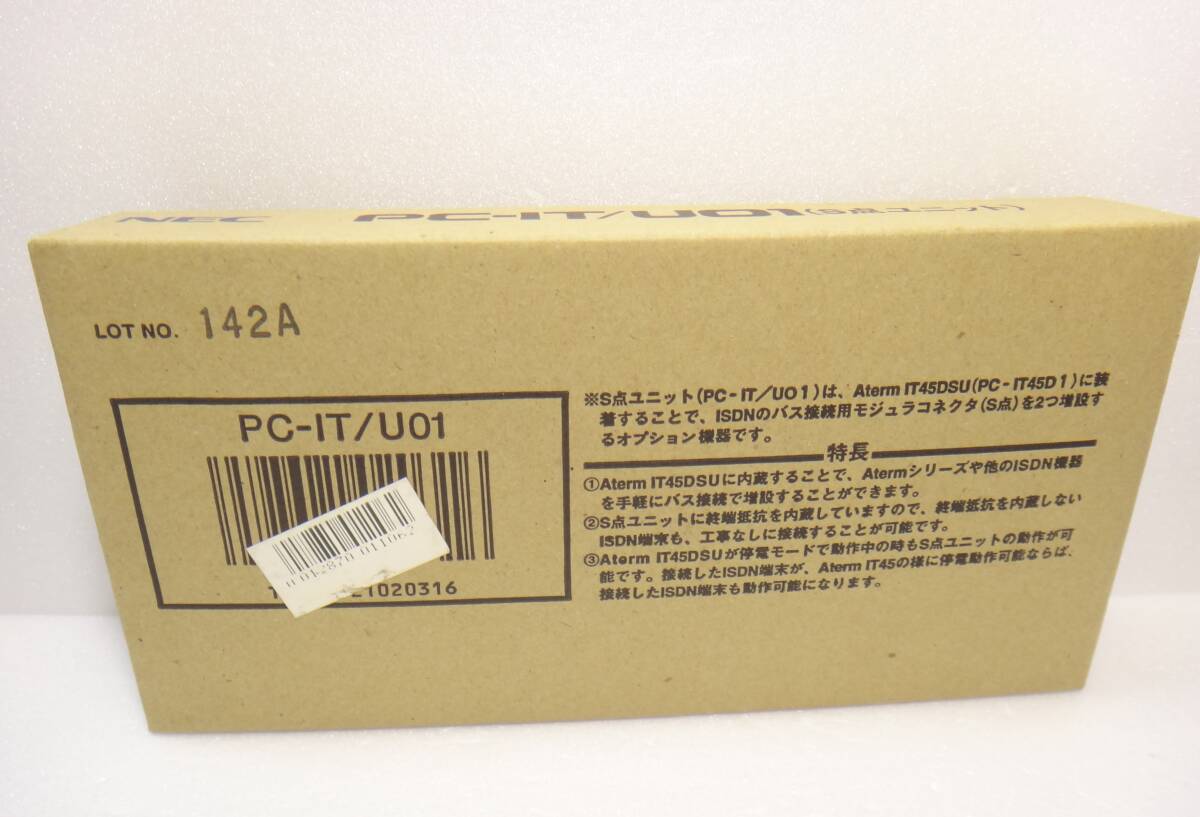 NEC PC-IT/U01(S点ユニット)
LOT NO. 142A
PC-IT/U01
21020316
※S点ユニット(PC-IT/U01)は、Aterm IT45DSU(PC-IT45D1)に装
着することで、ISDNのバス接続用モジュラコネクタ(S点)を2つ増設す
るオプション機器です。
特長
①Aterm IT45DSUに内蔵することで、Atermシリーズや他のISDN機器
を手軽にバス接続で増設することができます。
②S点ユニットに終端抵抗を内蔵していますので、終端抵抗を内蔵しない
ISDN端末も、工事なしに接続することが可能です。
③Aterm IT45DSUが停電モードで動作中の時もS点ユニットの動作が可
能です。接続したISDN端末が、Aterm IT45の様に停電動作可能ならば、
接続したISDN端末も動作可能になります。